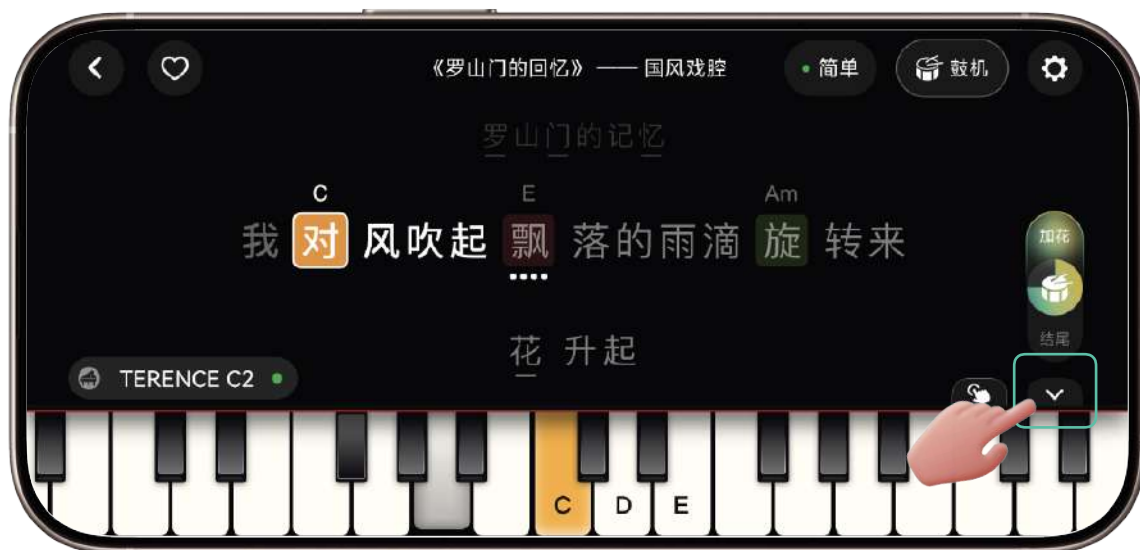 《罗山门的回忆》 —— 国风戏腔
简单
鼓机
罗山门的记忆
C E Am
我 对 风吹起 飘 落的雨滴 旋 转来
加花
花 升起
结尾
TERENCE C2
C D E